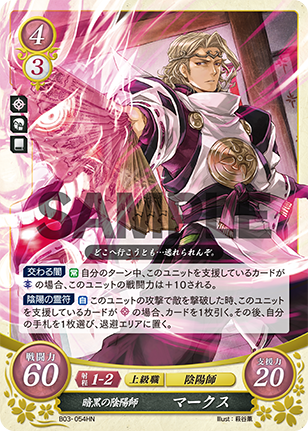 4
3
SAMPLE
どこへ行こうとも…逃れられんぞ。
交わる闇 自 自分のターン中、このユニットを支援しているカードが
の場合、このユニットの戦闘力は+10される。
陰陽の霊符 自 このユニットの攻撃で敵を撃破した時、このユニット
を支援するカードが の場合、カードを1枚引く。その後、自分
の手札を1枚選び、退避エリアに置く。
戦闘力
60
射程 1-2 上級職 陰陽師
支援力
20
暗黒の陰陽師 マークス
B03-054HN
Illust:萩谷薫